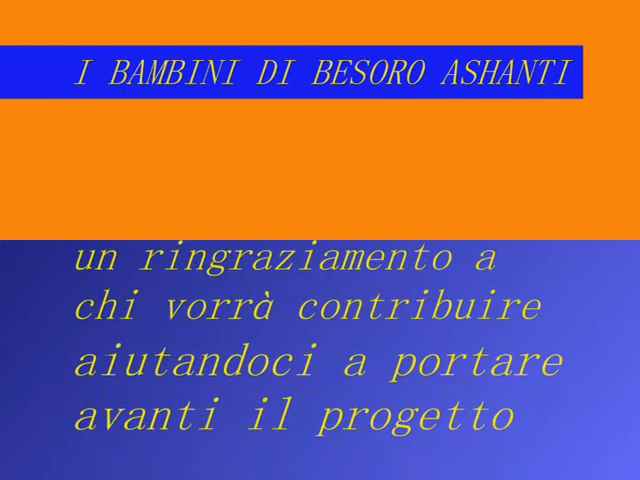 I BAMBINI DI BESORO ASHANTI
un ringraziamento a
chi vorrà contribuire
aiutandoci a portare
avanti il progetto